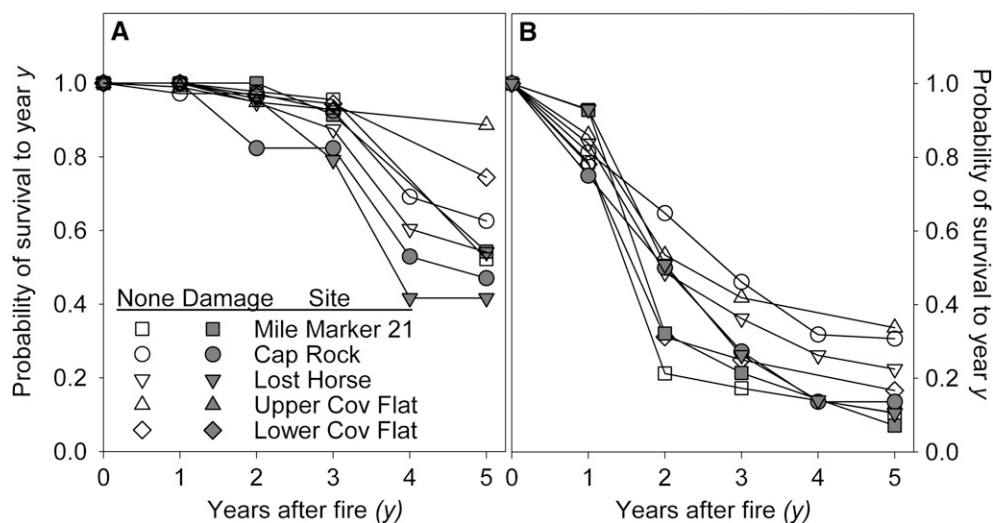 A
B
Probability of survival to year y
1.0
0.8
0.6
0.4
0.2
0.0
None Damage Site
Mile Marker 21
Cap Rock
Lost Horse
Upper Cov Flat
Lower Cov Flat
0 1 2 3 4 5
Years after fire (y)
0 1 2 3 4 5
Years after fire (y)
1.0
0.8
0.6
0.4
0.2
0.0
Probability of survival to year y